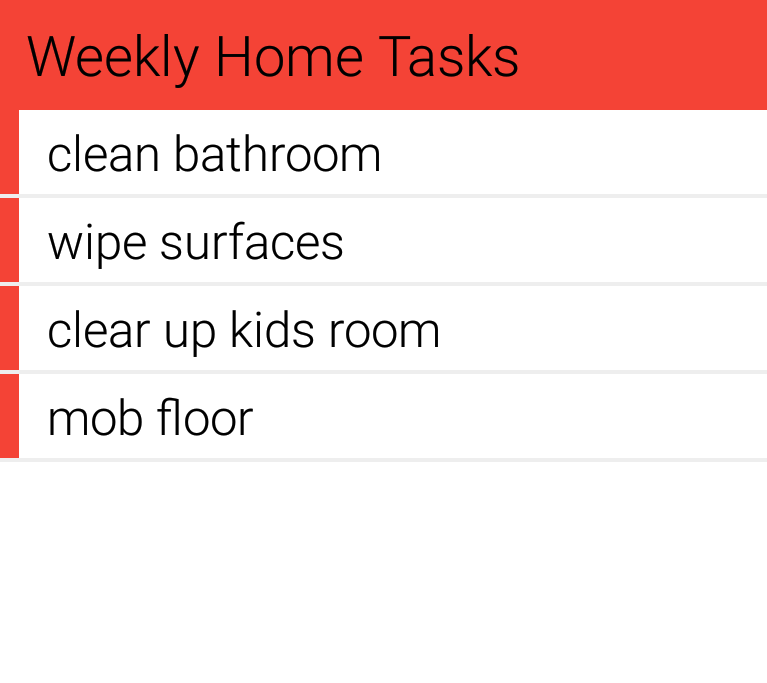 Weekly Home Tasks
clean bathroom
wipe surfaces
clear up kids room
mob floor